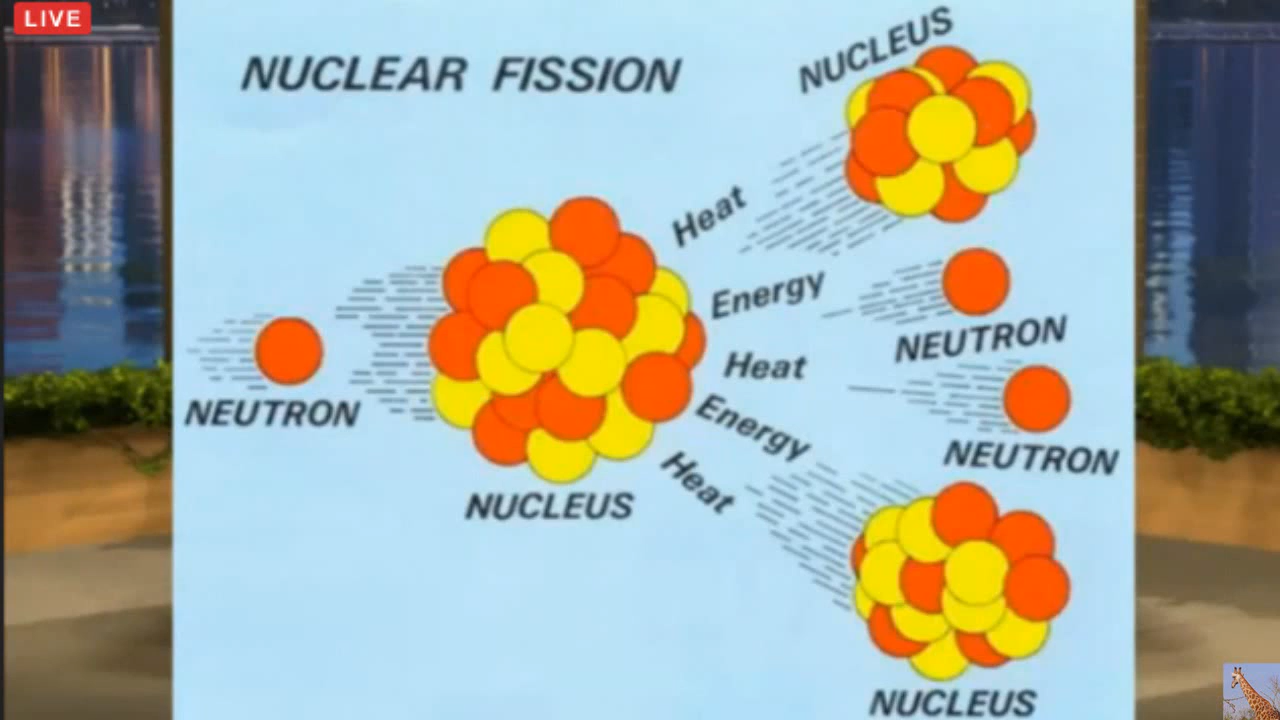 LIVE
NUCLEAR FISSION
NUCLEUS
Heat
Energy
NEUTRON
Heat
NEUTRON
Energy
NEUTRON
Heat
NUCLEUS
NUCLEUS